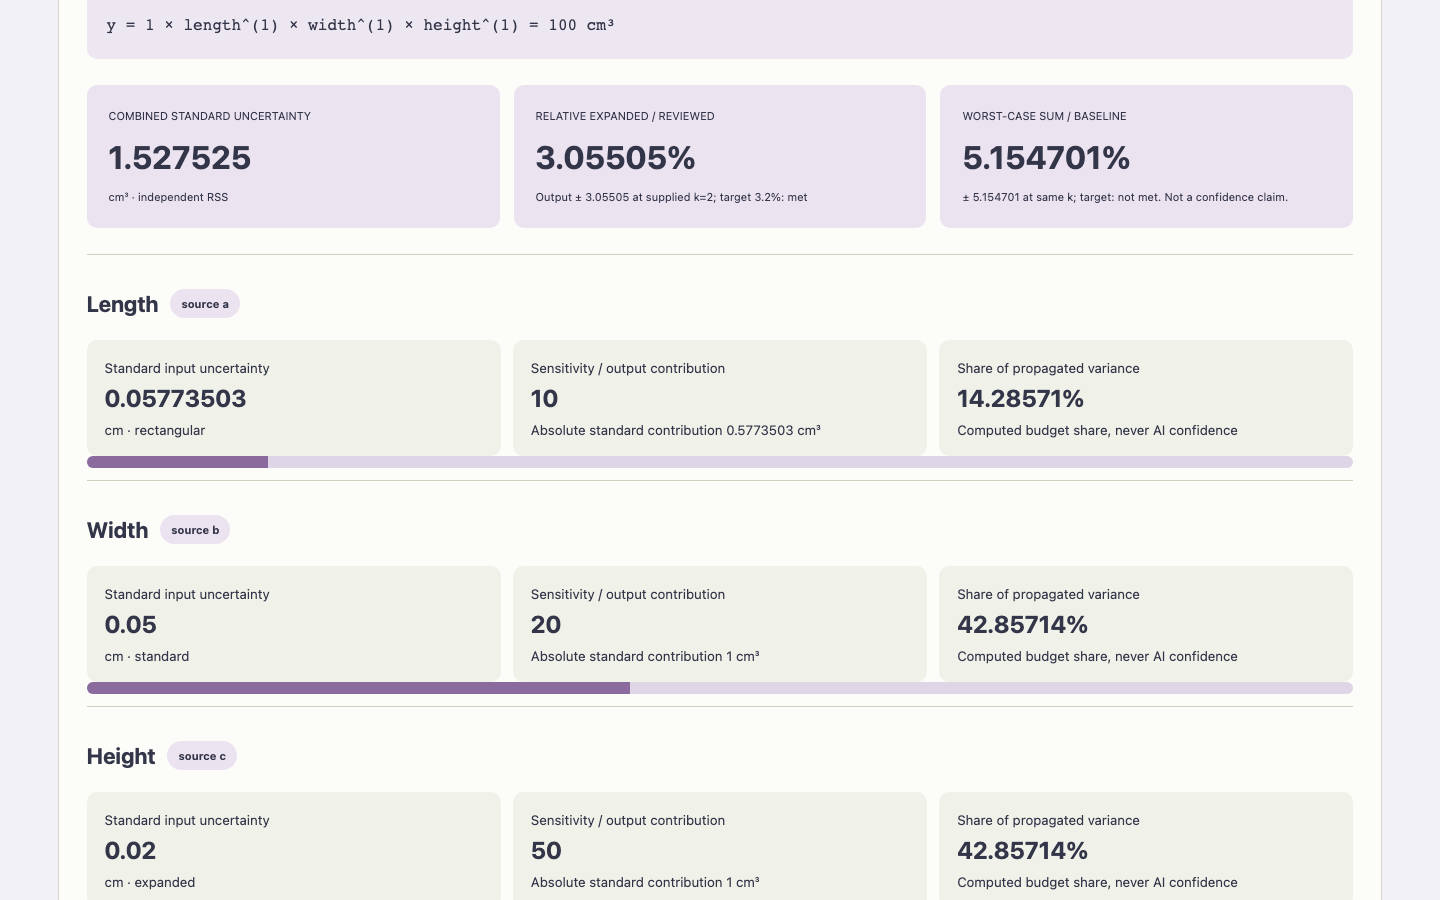 y = 1 × length^(1) × width^(1) × height^(1) = 100 cm³
COMBINED STANDARD UNCERTAINTY
1.527525
cm³ · independent RSS
RELATIVE EXPANDED / REVIEWED
3.05505%
Output ± 3.05505 at supplied k=2; target 3.2%: met
WORST-CASE SUM / BASELINE
5.154701%
± 5.154701 at same k; target: not met. Not a confidence claim.
Length
source a
Standard input uncertainty
0.05773503
cm · rectangular
Sensitivity / output contribution
10
Absolute standard contribution 0.5773503 cm³
Share of propagated variance
14.28571%
Computed budget share, never AI confidence
Width
source b
Standard input uncertainty
0.05
cm · standard
Sensitivity / output contribution
20
Absolute standard contribution 1 cm³
Share of propagated variance
42.85714%
Computed budget share, never AI confidence
Height
source c
Standard input uncertainty
0.02
cm · expanded
Sensitivity / output contribution
50
Absolute standard contribution 1 cm³
Share of propagated variance
42.85714%
Computed budget share, never AI confidence